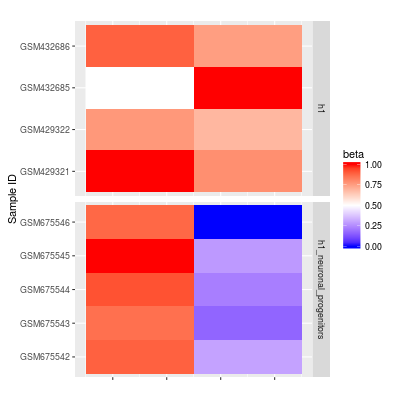 Sample ID
GSM432686
GSM432685
GSM429322
GSM429321
h1
GSM675546
GSM675545
GSM675544
GSM675543
GSM675542
h1_neuronal_progenitors
beta
1.00
0.75
0.50
0.25
0.00